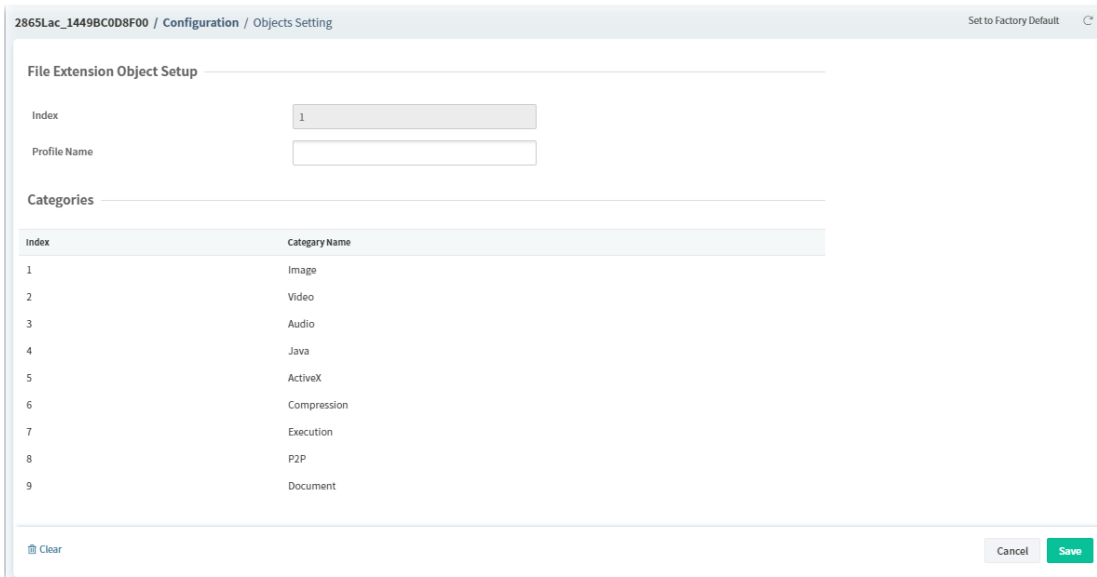 2865Lac_1449BC0D8F00 / Configuration / Objects Setting Set to Factory Default
File Extension Object Setup
Index 1
Profile Name
Categories
Index Categary Name
1 Image
2 Video
3 Audio
4 Java
5 ActiveX
6 Compression
7 Execution
8 P2P
9 Document
Clear Cancel Save